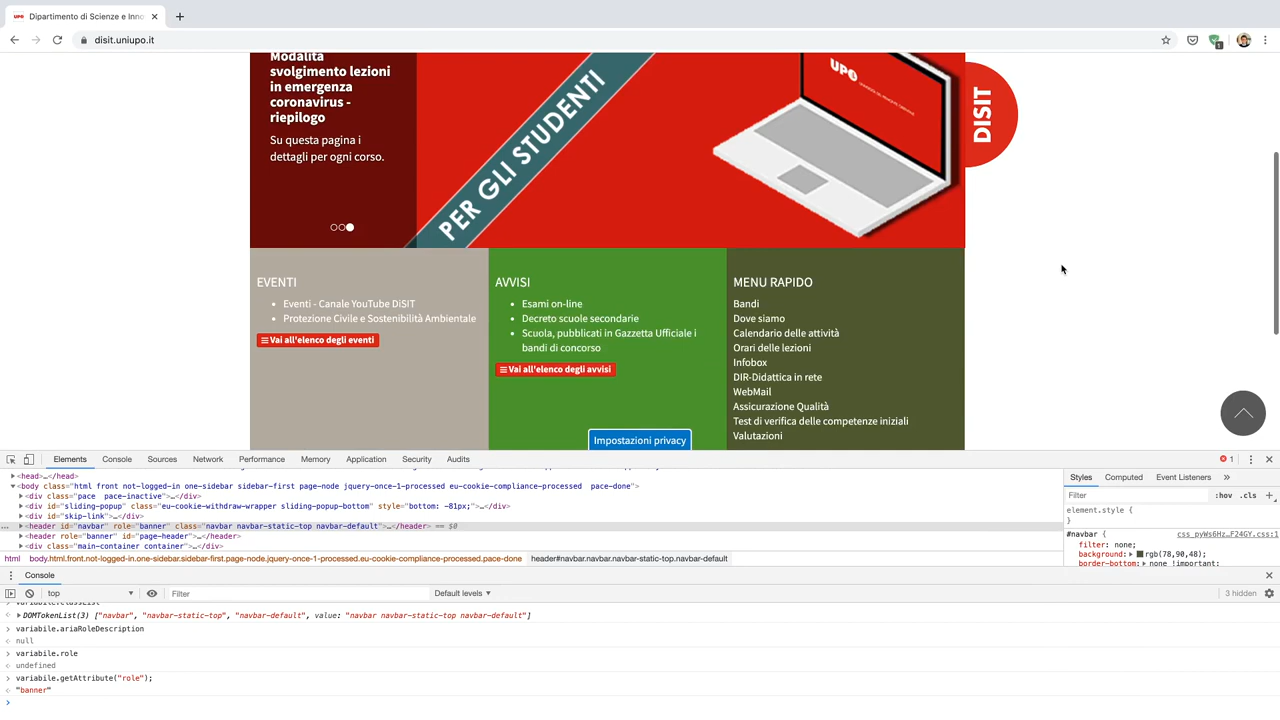 Dipartimento di Scienze e Inno
disit.uniupo.it
Modalità
svolgimento lezioni
in emergenza
coronavirus -
riepilogo
Su questa pagina i
dettagli per ogni corso.
PER GLI STUDENTI
UPO
DISIT
EVENTI
Eventi - Canale YouTube DiSIT
Protezione Civile e Sostenibilità Ambientale
Vai all'elenco degli eventi
AVVISI
Esami on-line
Decreto scuole secondarie
Scuola, pubblicati in Gazzetta Ufficiale i
bandi di concorso
Vai all'elenco degli avvisi
MENU RAPIDO
Bandi
Dove siamo
Calendario delle attività
Orari delle lezioni
Infobox
DIR-Didattica in rete
WebMail
Assicurazione Qualità
Test di verifica delle competenze iniziali
Valutazioni
Impostazioni privacy
Elements Console Sources Network Performance Memory Application Security Audits » 1
<head>…</head>
<body class="html front not-logged-in one-sidebar sidebar-first page-node jquery-once-1-processed eu-cookie-compliance-processed pace-done">
<div class="pace pace-inactive">…</div>
<div id="sliding-popup" class="eu-cookie-withdraw-wrapper sliding-popup-bottom" style="bottom: -81px;">…</div>
<div id="skip-link">…</div>
<header id="navbar" role="banner" class="navbar navbar-static-top navbar-default">…</header> == $0
<header role="banner" id="page-header">…</header>
<div class="main-container container">…</div>
html body.html.front.not-logged-in.one-sidebar.sidebar-first.page-node.jquery-once-1-processed.eu-cookie-compliance-processed.pace-done header#navbar.navbar.navbar-static-top.navbar-default
Styles Computed Event Listeners »
Filter :hov .cls +
element.style {
}
#navbar { css_pyWs6Hz…F24GY.css:1
filter: none;
background: rgb(78,90,48);
border-bottom: none !important;
Console
top Filter Default levels 3 hidden
variabile.classList
DOMTokenList(3) ["navbar", "navbar-static-top", "navbar-default", value: "navbar navbar-static-top navbar-default"]
variabile.ariaRoleDescription
null
variabile.role
undefined
variabile.getAttribute("role");
"banner"